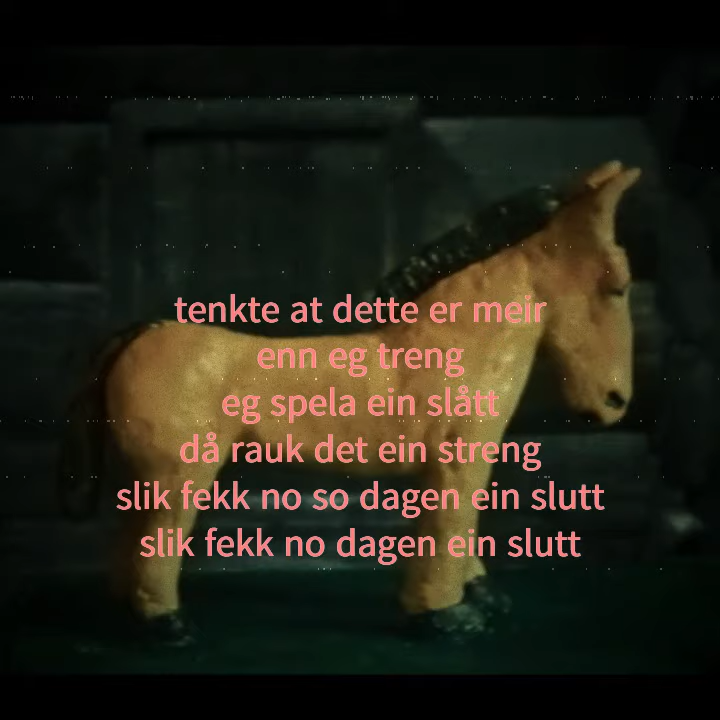 tenkte at dette er meir
enn eg treng
eg spela ein slått
då rauk det ein streng
slik fekk no so dagen ein slutt
slik fekk no dagen ein slutt